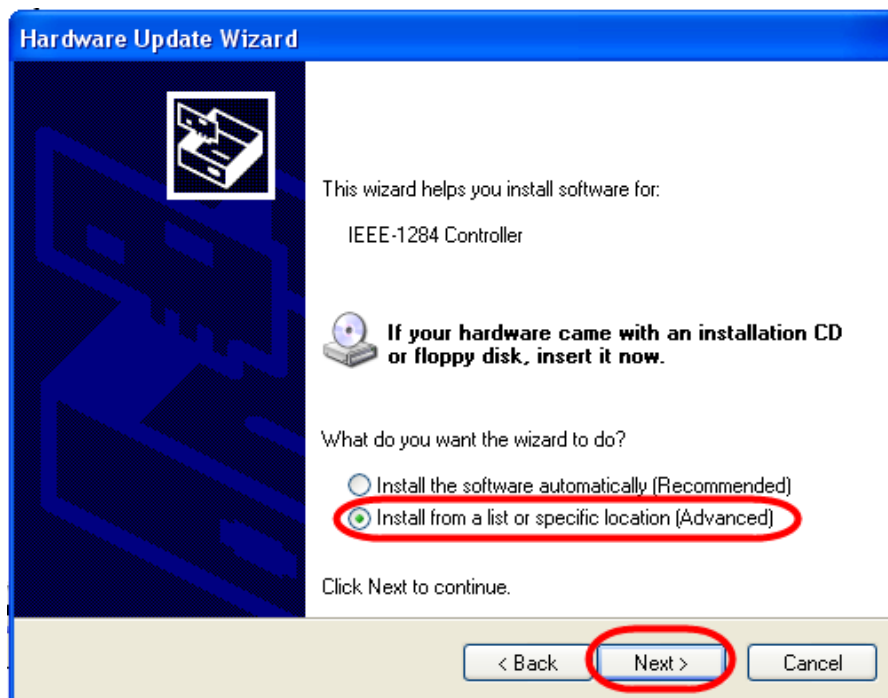 Hardware Update Wizard
This wizard helps you install software for:
IEEE-1284 Controller
If your hardware came with an installation CD
or floppy disk, insert it now.
What do you want the wizard to do?
Install the software automatically (Recommended)
Install from a list or specific location (Advanced)
Click Next to continue.
< Back
Next >
Cancel